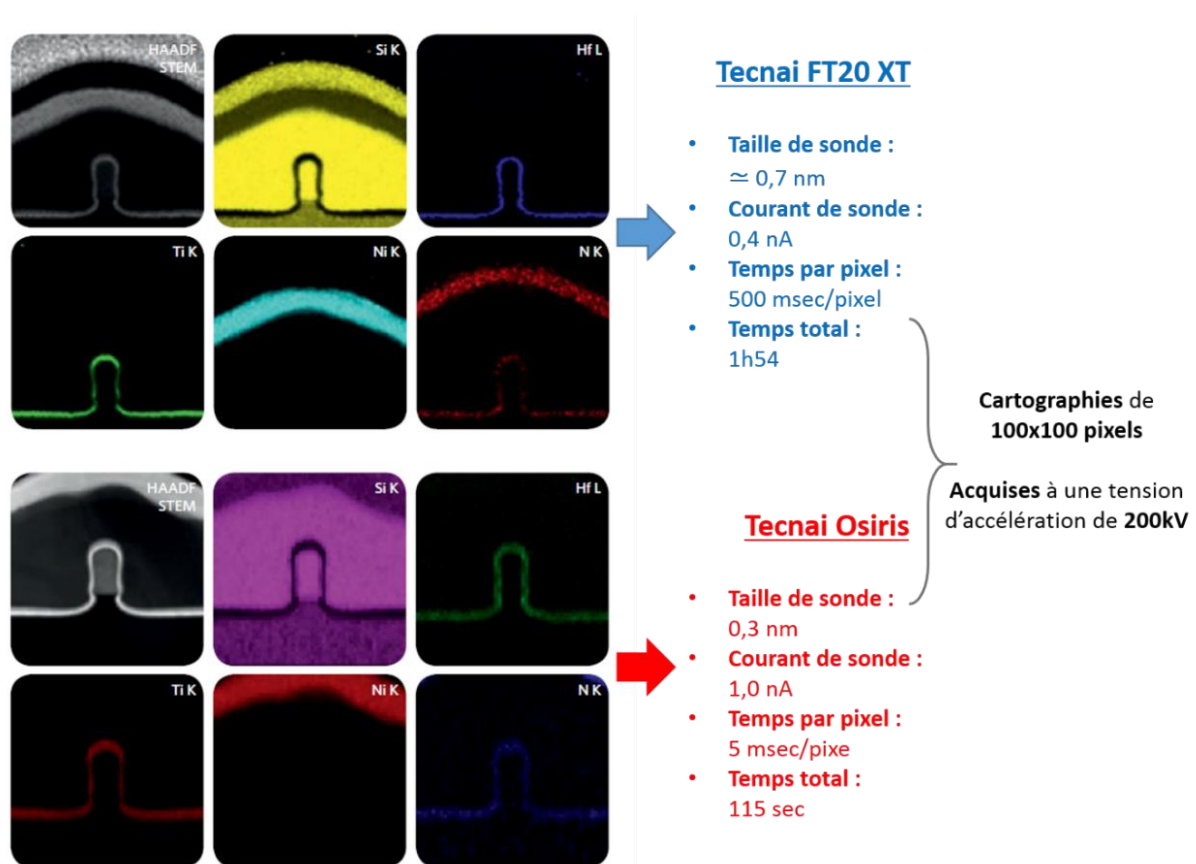 HAADF
STEM
Si K
Hf L
Ti K
Ni K
N K
Tecnai FT20 XT
• Taille de sonde :
≃ 0,7 nm
• Courant de sonde :
0,4 nA
• Temps par pixel :
500 msec/pixel
• Temps total :
1h54
Cartographies de
100x100 pixels
Acquises à une tension
d’accélération de 200kV
HAADF
STEM
Si K
Hf L
Ti K
Ni K
N K
Tecnai Osiris
• Taille de sonde :
0,3 nm
• Courant de sonde :
1,0 nA
• Temps par pixel :
5 msec/pixe
• Temps total :
115 sec